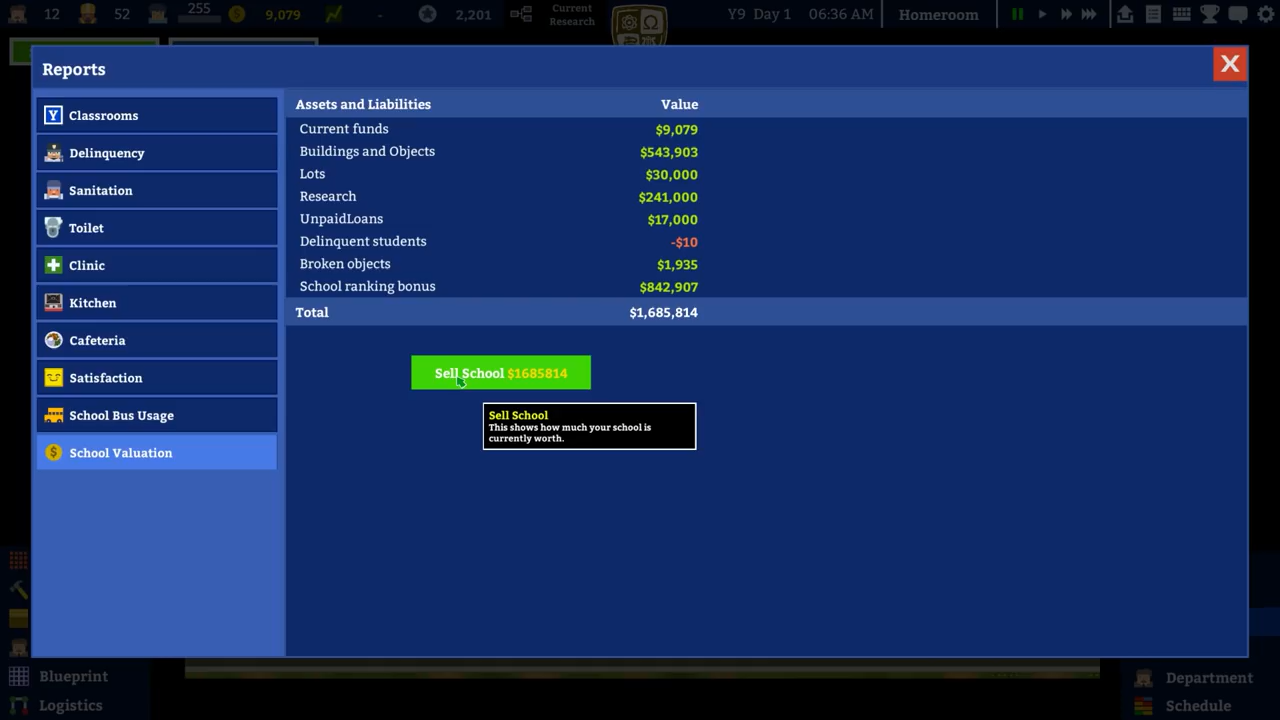 12 52 255 9,079 - 2,201 Current Research Y9 Day 1 06:36 AM Homeroom
Reports
X
Classrooms
Delinquency
Sanitation
Toilet
Clinic
Kitchen
Cafeteria
Satisfaction
School Bus Usage
School Valuation
Assets and Liabilities Value
Current funds $9,079
Buildings and Objects $543,903
Lots $30,000
Research $241,000
UnpaidLoans $17,000
Delinquent students -$10
Broken objects $1,935
School ranking bonus $842,907
Total $1,685,814
Sell School $1685814
Sell School
This shows how much your school is
currently worth.
Blueprint
Logistics
Department
Schedule